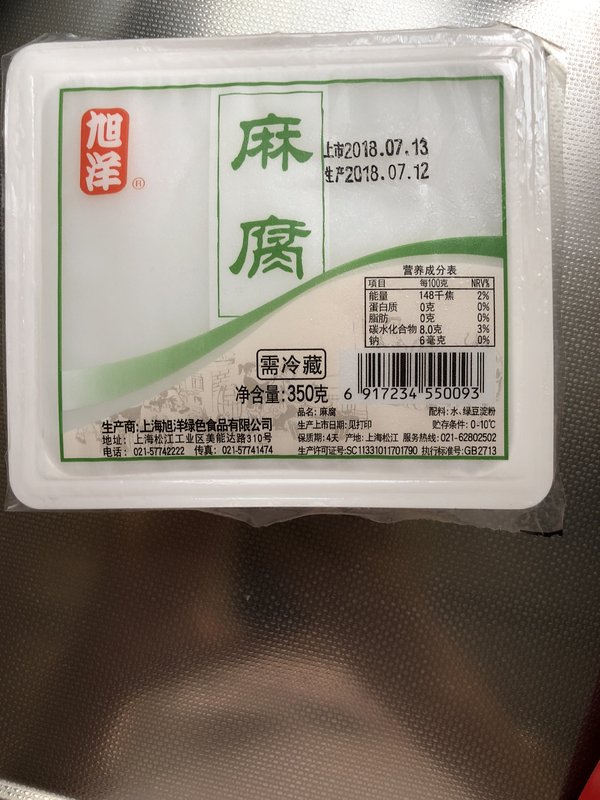 旭洋®
麻腐
上市2018.07.13
生产2018.07.12
营养成分表
项目 每100克 NRV%
能量 148千焦 2%
蛋白质 0克 0%
脂肪 0克 0%
碳水化合物 8.0克 3%
钠 6毫克 0%
需冷藏
净含量:350克
6 917234 550093
生产商:上海旭洋绿色食品有限公司
地址: 上海松江工业区美能达路310号
电话: 021-57742222 传真: 021-57741474
品名: 麻腐 配料: 水、绿豆淀粉
生产上市日期: 见打印 贮存条件: 0-10℃
保质期: 4天 产地: 上海松江 服务热线: 021-62802502
生产许可证号: SC11331011701790 执行标准号: GB2713